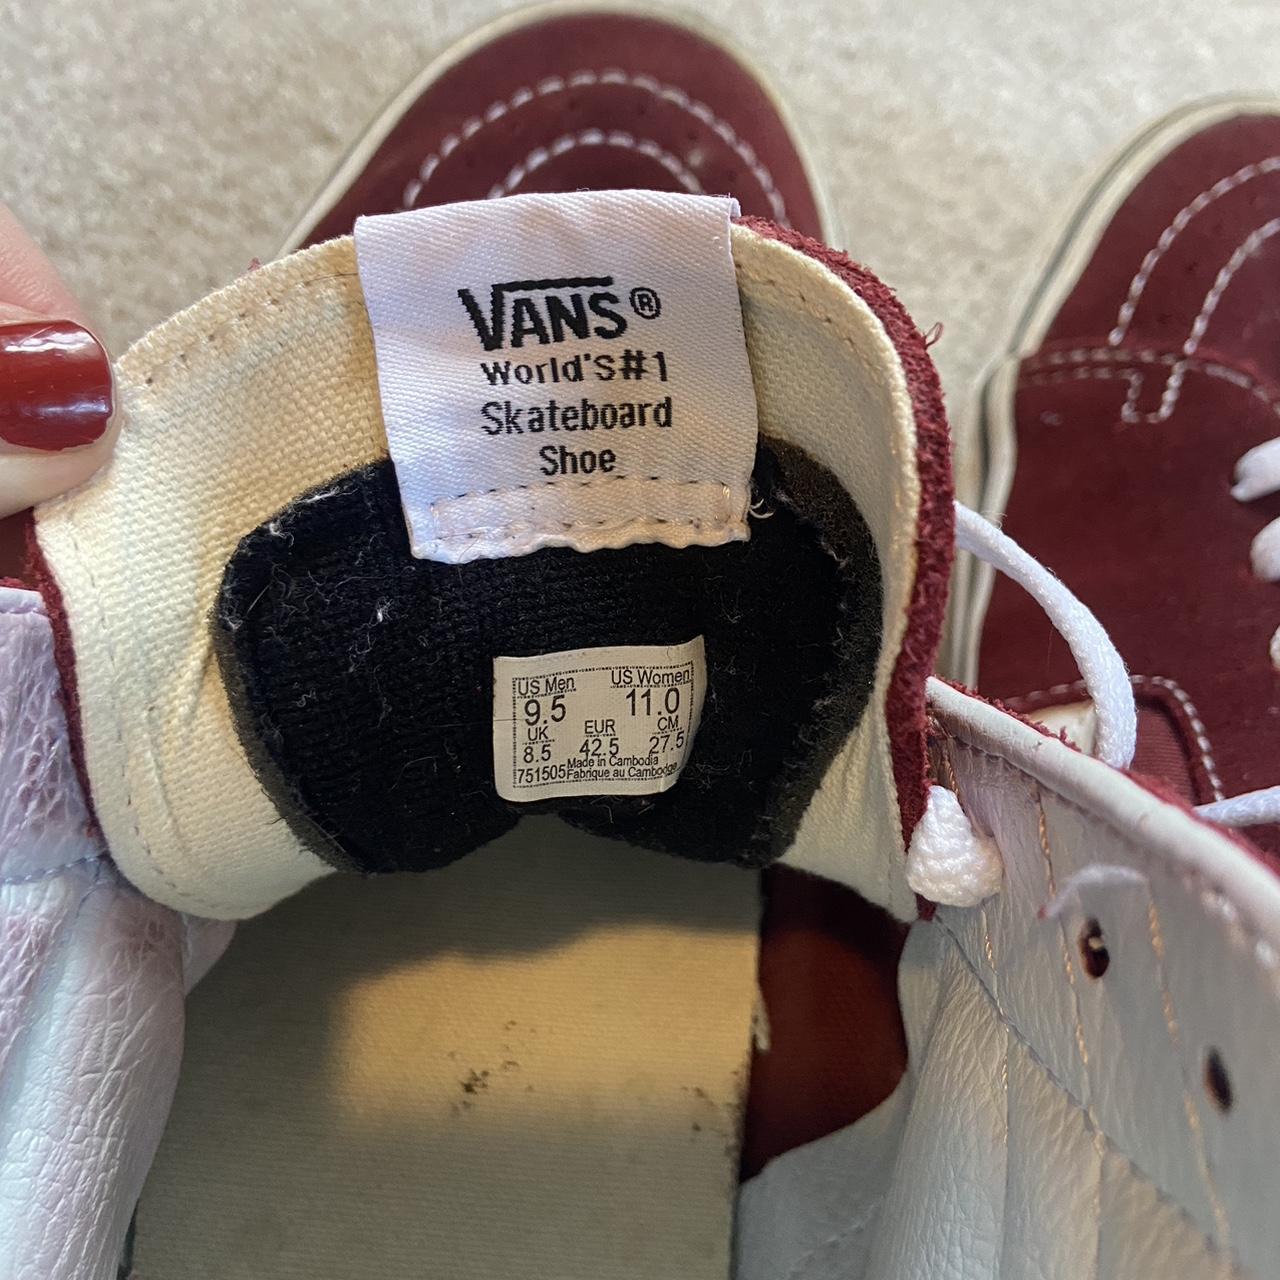 VANS®
World'S#1
Skateboard
Shoe
US Men US Women
9.5 11.0
UK EUR CM
8.5 42.5 27.5
Made in Cambodia
751505 Fabrique au Cambodge